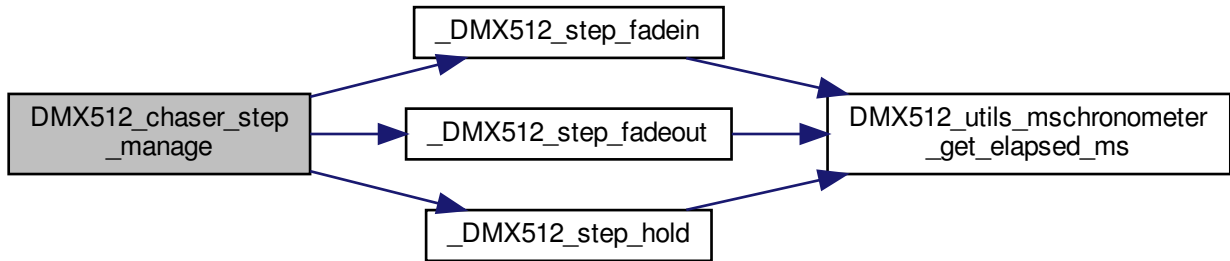 _DMX512_step_fadein
DMX512_chaser_step
_manage
_DMX512_step_fadeout
DMX512_utils_mschronometer
_get_elapsed_ms
_DMX512_step_hold